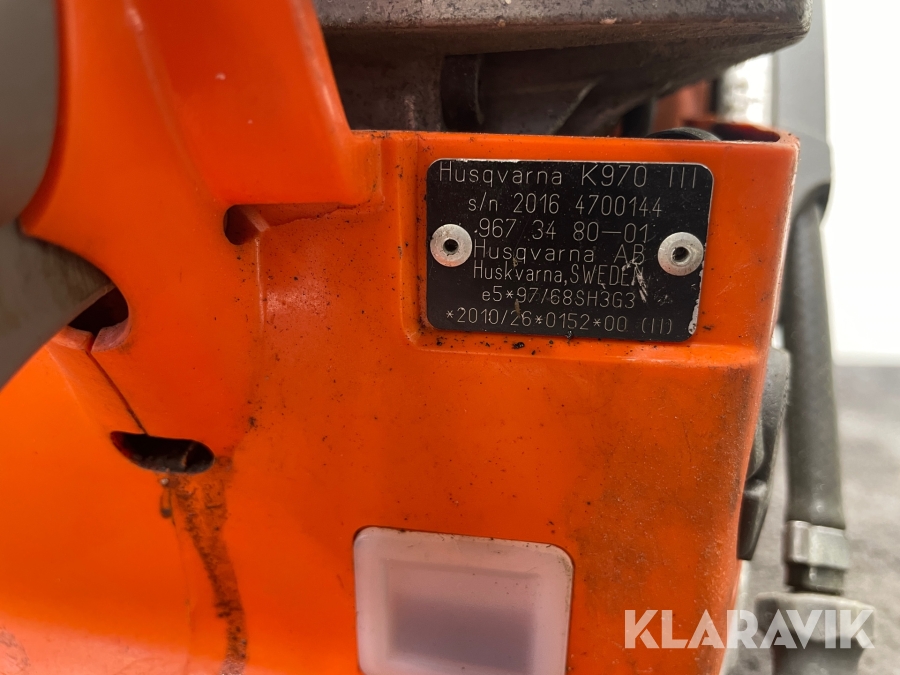 Husqvarna K970 III
s/n 2016 4700144
967 34 80-01
Husqvarna AB
Huskvarna, SWEDEN
e5*97/68SH3G3
*2010/26*0152*00 (II)
KLARAVIK